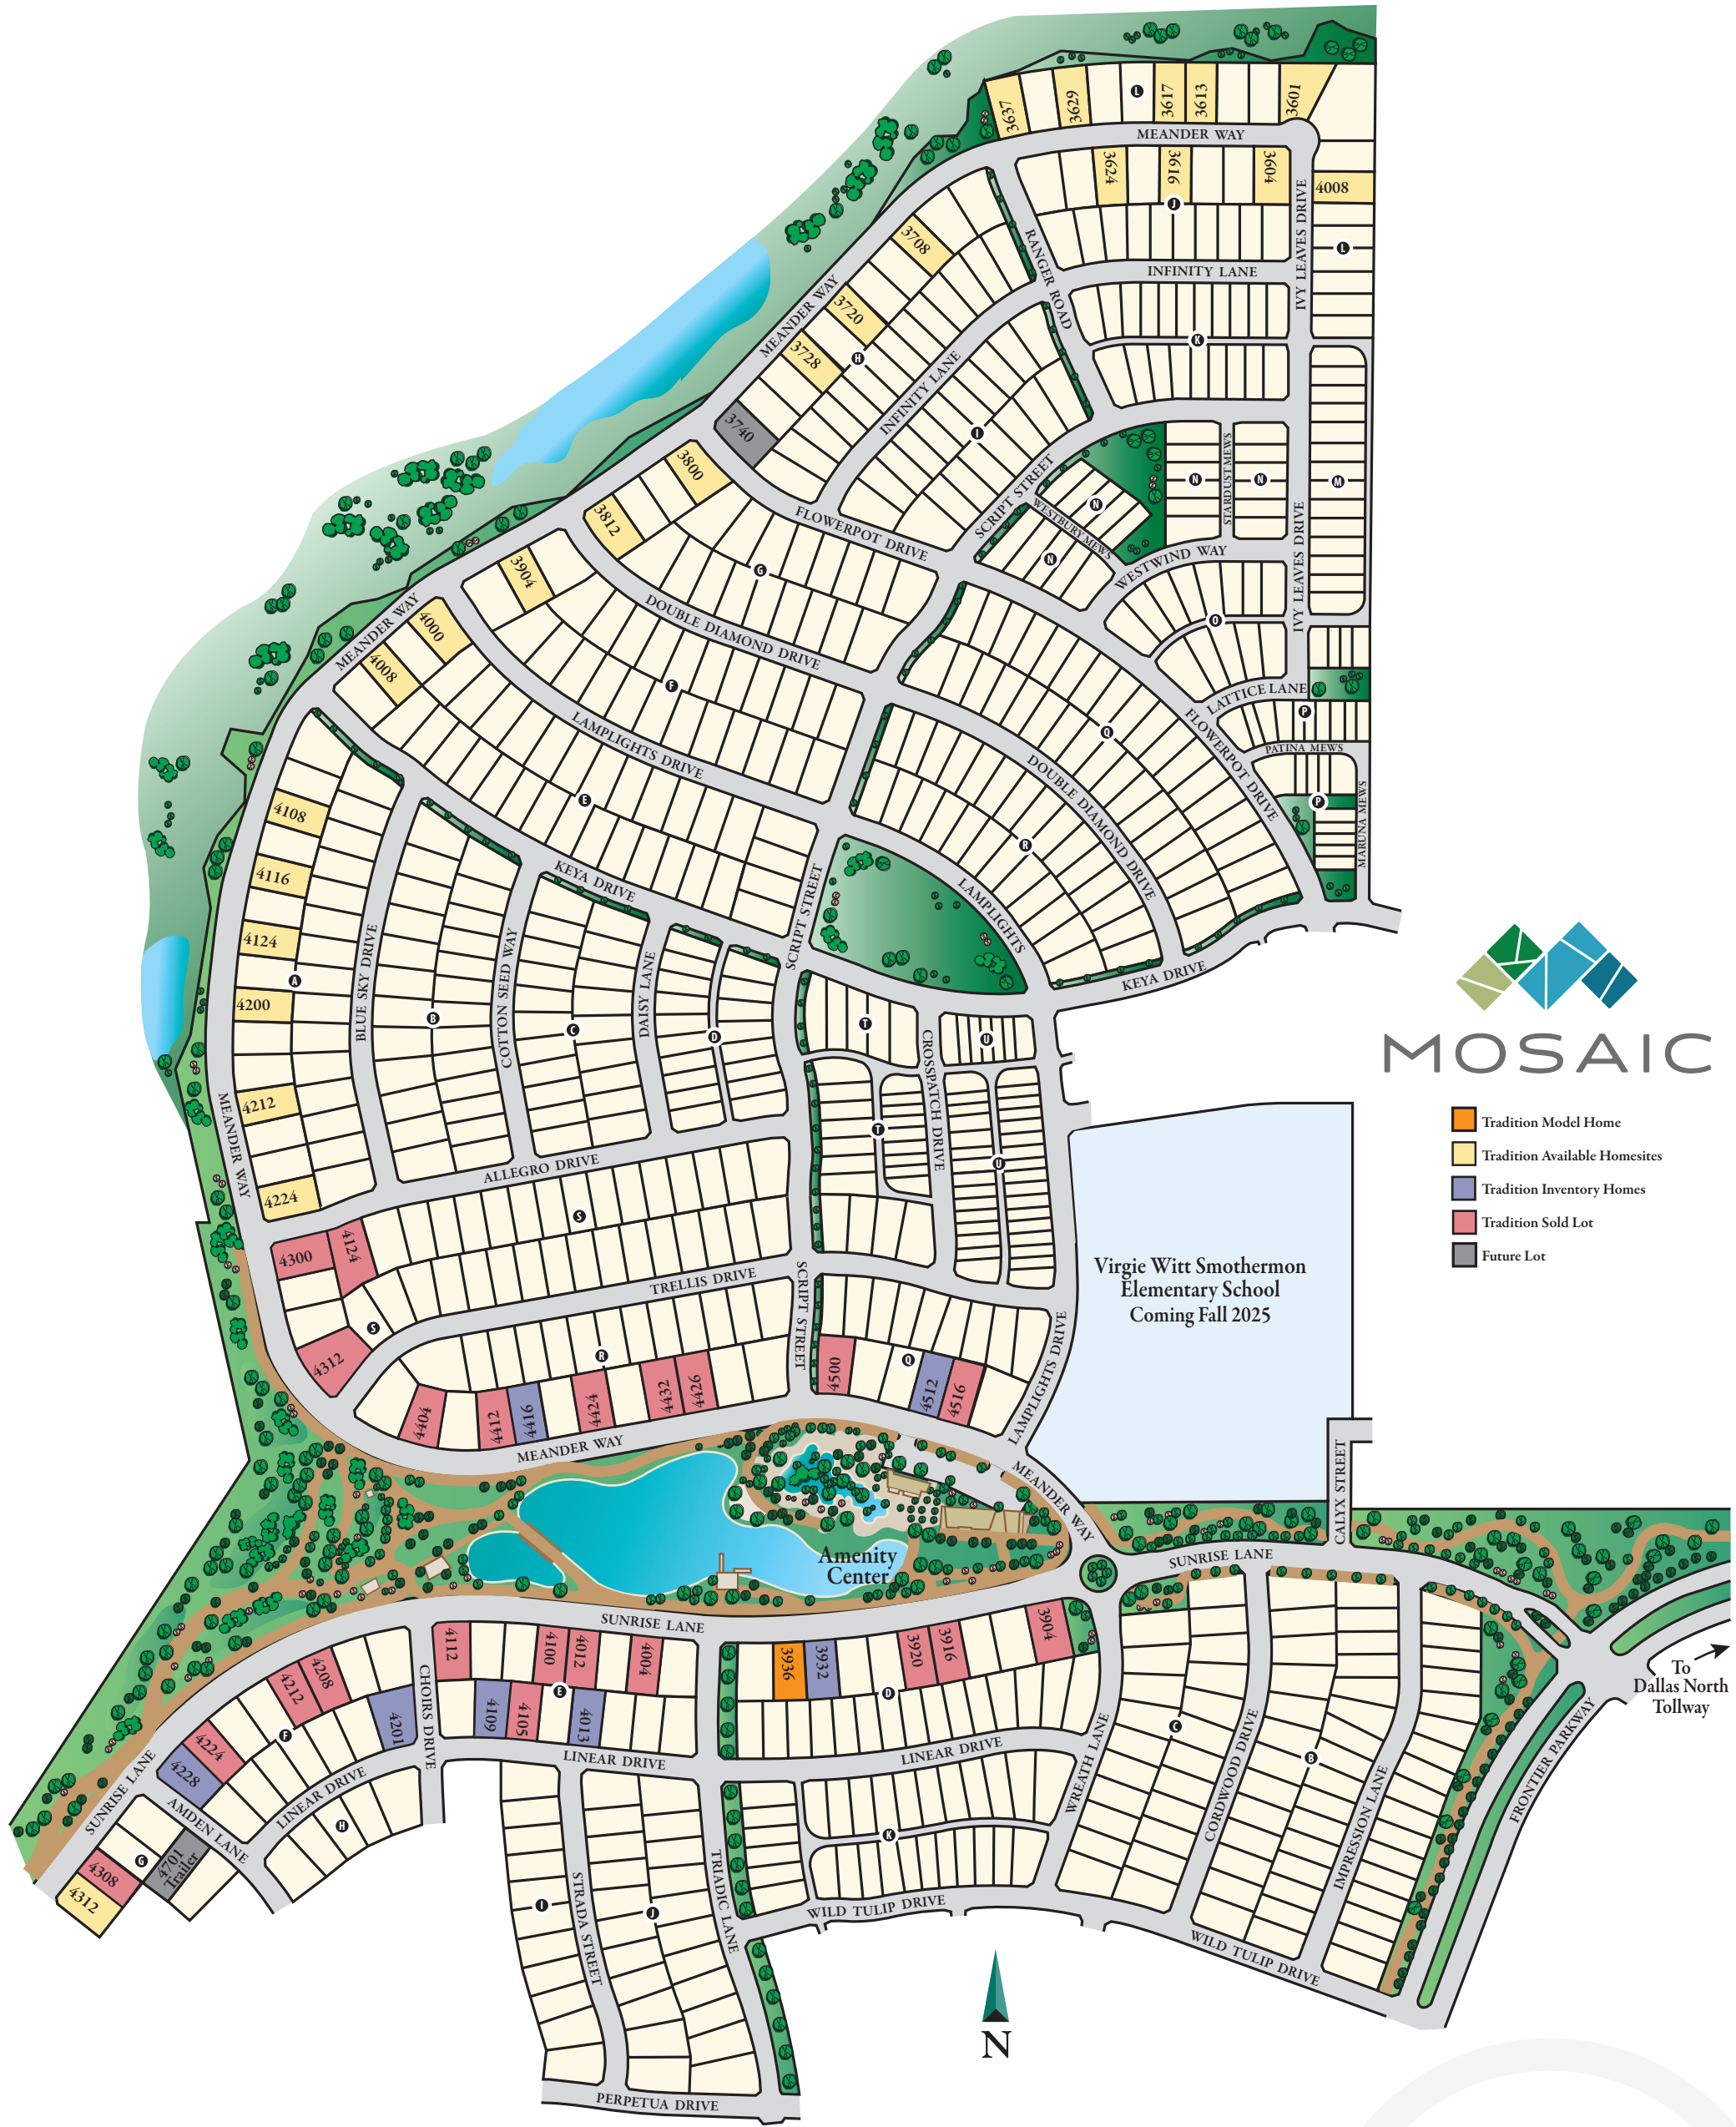 3637
3629
L
3617
3613
3601
MEANDER WAY
3624
3616
3604
J
4008
L
IVY LEAVES DRIVE
RANGER ROAD
INFINITY LANE
3708
3720
3728
H
3740
MEANDER WAY
INFINITY LANE
I
K
SCRIPT STREET
N
N
N
N
STARDUST MEWS
WESTBURY MEWS
WESTWIND WAY
M
IVY LEAVES DRIVE
O
LATTICE LANE
P
PATINA MEWS
P
MARUNA MEWS
3800
3812
FLOWERPOT DRIVE
G
3904
DOUBLE DIAMOND DRIVE
MEANDER WAY
4000
4008
F
LAMPLIGHTS DRIVE
E
FLOWERPOT DRIVE
Q
DOUBLE DIAMOND DRIVE
R
LAMPLIGHTS
KEYA DRIVE
KEYA DRIVE
SCRIPT STREET
4108
4116
4124
A
4200
4212
4224
BLUE SKY DRIVE
B
COTTON SEED WAY
C
DAISY LANE
D
T
CROSSPATCH DRIVE
U
T
U
MEANDER WAY
ALLEGRO DRIVE
S
4300
4124
S
4312
TRELLIS DRIVE
SCRIPT STREET
R
4404
4412
4416
4424
4432
4426
4500
Q
4512
4516
LAMPLIGHTS DRIVE
MEANDER WAY
MEANDER WAY
MOSAIC
Tradition Model Home
Tradition Available Homesites
Tradition Inventory Homes
Tradition Sold Lot
Future Lot
Virgie Witt Smothermon
Elementary School
Coming Fall 2025
CALYX STREET
Amenity
Center
SUNRISE LANE
SUNRISE LANE
4112
4100
4012
4004
E
4109
4105
4013
CHOIRS DRIVE
LINEAR DRIVE
3936
3932
3920
3916
3904
D
LINEAR DRIVE
WREATH LANE
C
CORDWOOD DRIVE
B
IMPRESSION LANE
FRONTIER PARKWAY
To
Dallas North
Tollway
4212
4208
F
4201
4224
4228
SUNRISE LANE
AMDEN LANE
LINEAR DRIVE
H
G
4701
Trailer
4308
4312
I
STRADA STREET
J
TRIADIC LANE
K
WILD TULIP DRIVE
WILD TULIP DRIVE
N
PERPETUA DRIVE